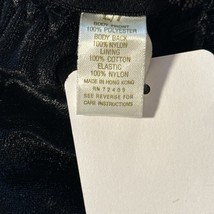 BODY FRONT
100% POLYESTER
BODY BACK
100% NYLON
LINING
100% COTTON
ELASTIC
100% NYLON
MADE IN HONG KONG
RN 72409
SEE REVERSE FOR
CARE INSTRUCTIONS